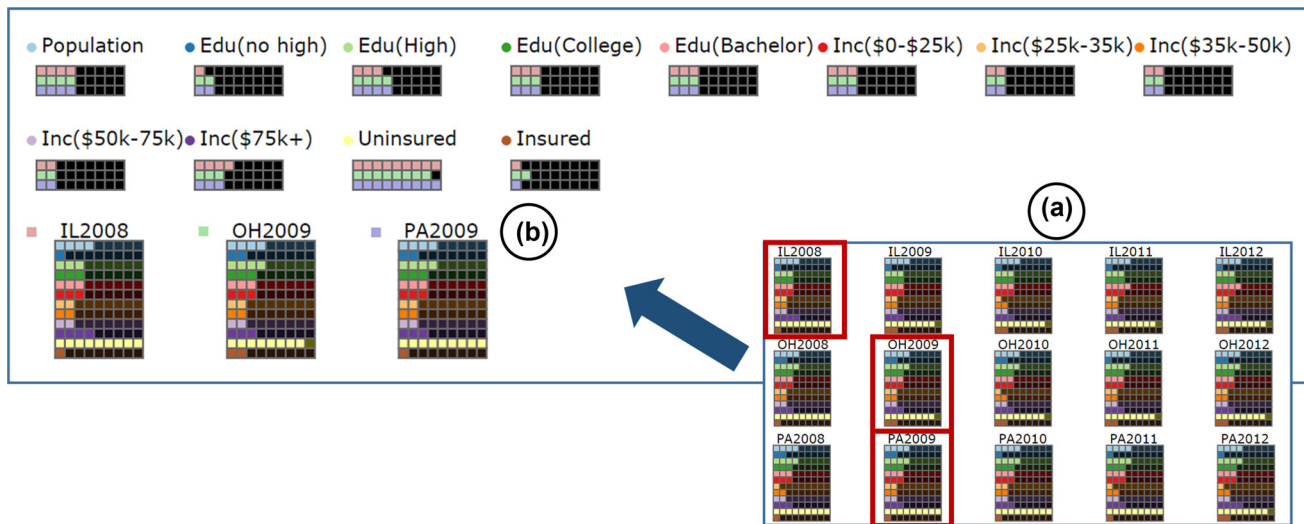 Population Edu(no high) Edu(High) Edu(College) Edu(Bachelor) Inc($0-$25k) Inc($25k-35k) Inc($35k-50k)
Inc($50k-75k) Inc($75k+) Uninsured Insured
IL2008 OH2009 PA2009 (b)
(a)
IL2008 IL2009 IL2010 IL2011 IL2012
OH2008 OH2009 OH2010 OH2011 OH2012
PA2008 PA2009 PA2010 PA2011 PA2012